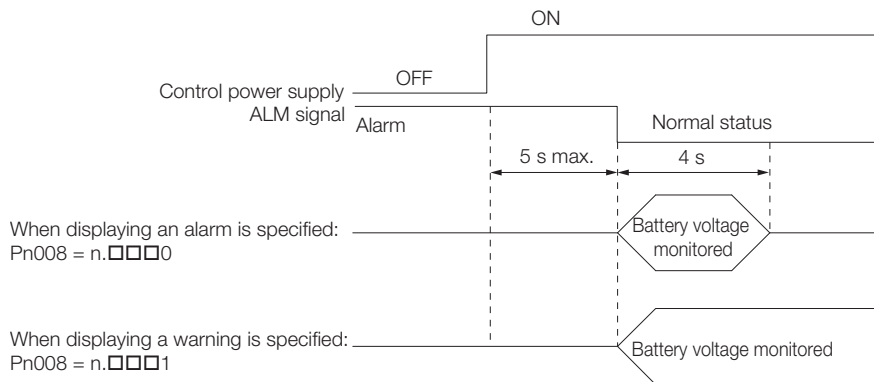 ON
OFF
Control power supply
ALM signal
Alarm
Normal status
5 s max.
4 s
When displaying an alarm is specified:
Pn008 = n.□□□0
Battery voltage
monitored
When displaying a warning is specified:
Pn008 = n.□□□1
Battery voltage monitored